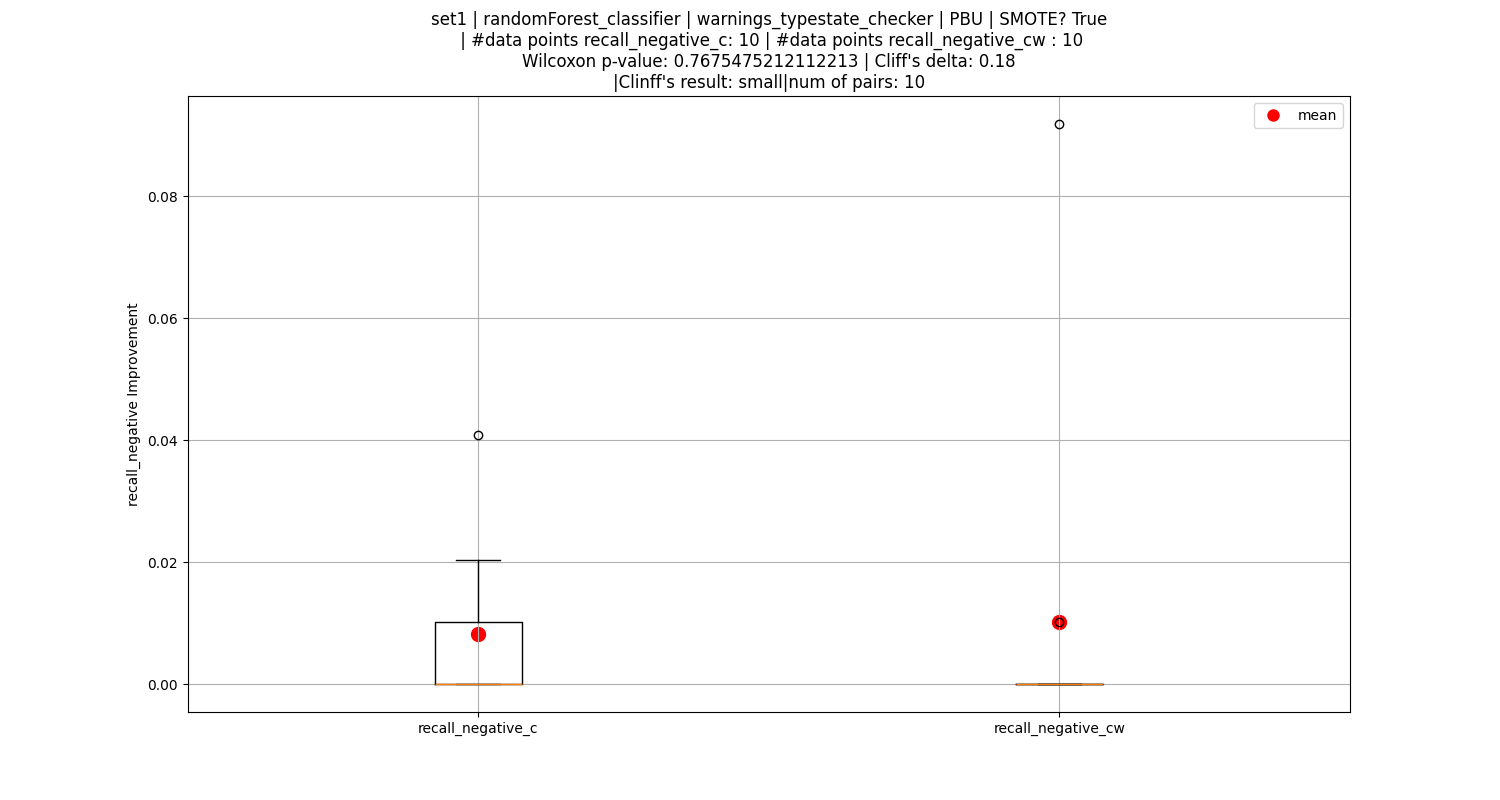 set1 | randomForest_classifier | warnings_typestate_checker | PBU | SMOTE? True
| #data points recall_negative_c: 10 | #data points recall_negative_cw : 10
Wilcoxon p-value: 0.7675475212112213 | Cliff's delta: 0.18
|Clinff's result: small|num of pairs: 10
mean
0.08
0.06
0.04
0.02
0.00
recall_negative Improvement
recall_negative_c
recall_negative_cw